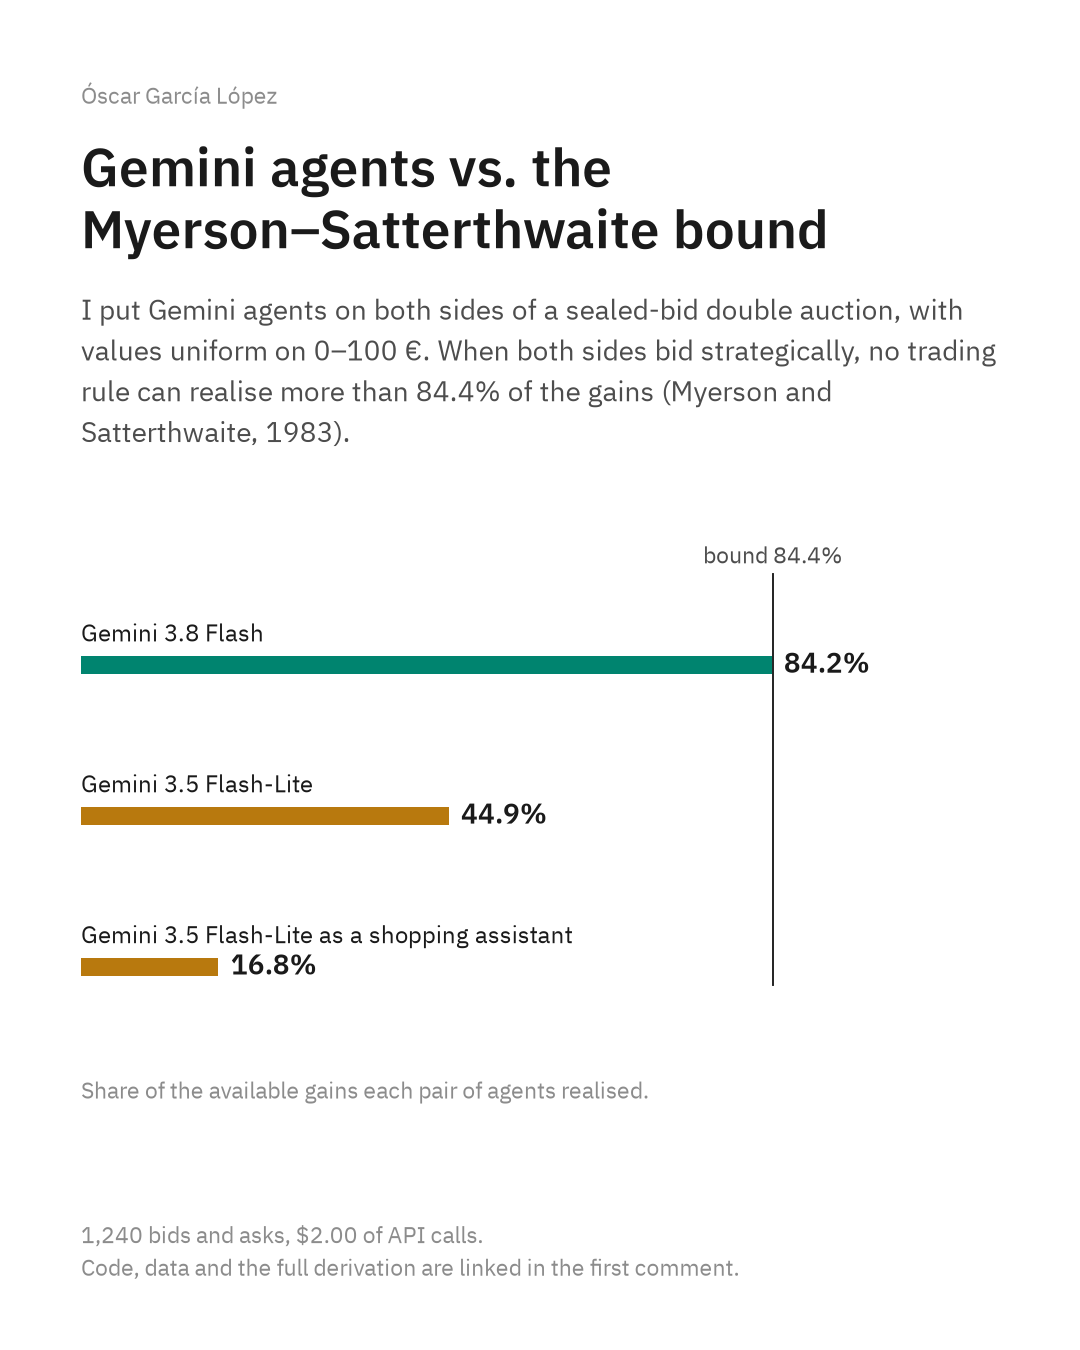 Óscar García López
Gemini agents vs. the
Myerson–Satterthwaite bound
I put Gemini agents on both sides of a sealed-bid double auction, with
values uniform on 0–100 €. When both sides bid strategically, no trading
rule can realise more than 84.4% of the gains (Myerson and
Satterthwaite, 1983).
bound 84.4%
Gemini 3.8 Flash
84.2%
Gemini 3.5 Flash-Lite
44.9%
Gemini 3.5 Flash-Lite as a shopping assistant
16.8%
Share of the available gains each pair of agents realised.
1,240 bids and asks, $2.00 of API calls.
Code, data and the full derivation are linked in the first comment.